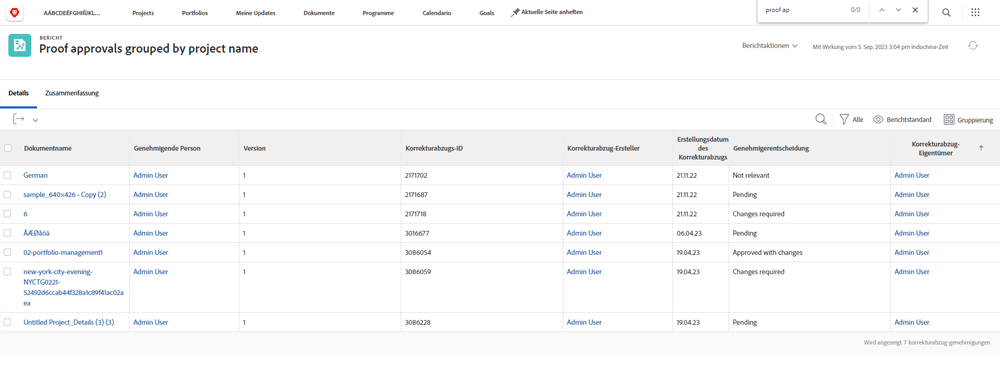 AÁBCDEÉFGHIÍJKL...
Projects
Portfolios
Meine Updates
Dokumente
Programme
Calendario
Goals
Aktuelle Seite anheften
proof ap
0/0
BERICHT
Proof approvals grouped by project name
Berichtaktionen
Mit Wirkung vom 5. Sep. 2023 3:04 pm Indochina-Zeit
Details
Zusammenfassung
Alle
Berichtstandard
Gruppierung
Dokumentname
Genehmigende Person
Version
Korrekturabzugs-ID
Korrekturabzug-Ersteller
Erstellungsdatum
des
Korrekturabzugs
Genehmigerentscheidung
Korrekturabzug-
Eigentümer
German
Admin User
1
2171702
Admin User
21.11.22
Not relevant
Admin User
sample_640×426 - Copy (2)
Admin User
1
2171687
Admin User
21.11.22
Pending
Admin User
6
Admin User
1
2171718
Admin User
21.11.22
Changes required
Admin User
ÅÆØåöä
Admin User
1
3016677
Admin User
06.04.23
Pending
Admin User
02-portfolio-management1
Admin User
1
3086054
Admin User
19.04.23
Approved with changes
Admin User
new-york-city-evening-
NYCTG0221-
52492d6ccab44f328a1c89f41ac02a
ea
Admin User
1
3086059
Admin User
19.04.23
Changes required
Admin User
Untitled Project_Details (3) (3)
Admin User
1
3086228
Admin User
19.04.23
Pending
Admin User
Wird angezeigt 7 korrekturabzug-genehmigungen